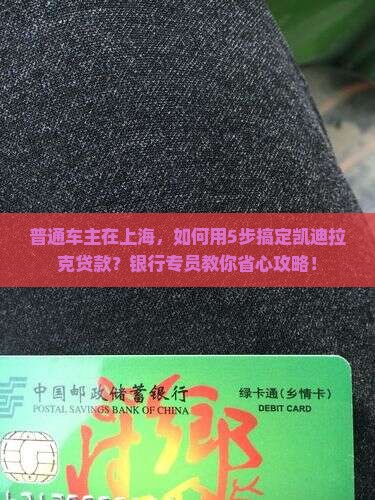 普通车主在上海，如何用5步搞定凯迪拉
克贷款？银行专员教你省心攻略！
中国邮政储蓄银行
POSTAL SAVINGS BANK OF CHINA
绿卡通(乡情卡)
DEBIT CARD
鄉